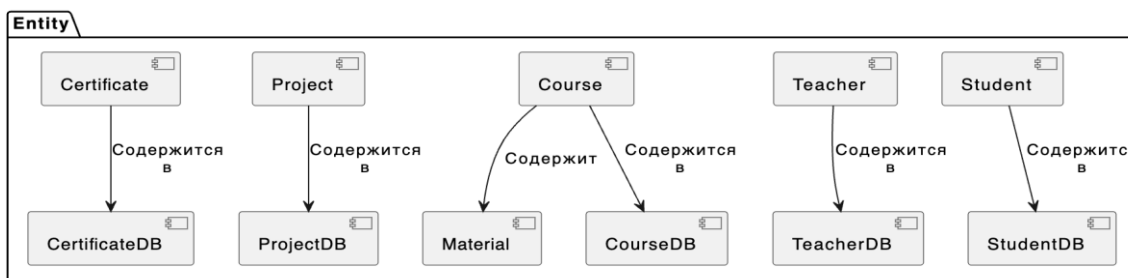 Entity
Certificate
Project
Course
Teacher
Student
Содержится
в
Содержится
в
Содержит
Содержится
в
Содержится
в
Содержитс
в
CertificateDB
ProjectDB
Material
CourseDB
TeacherDB
StudentDB